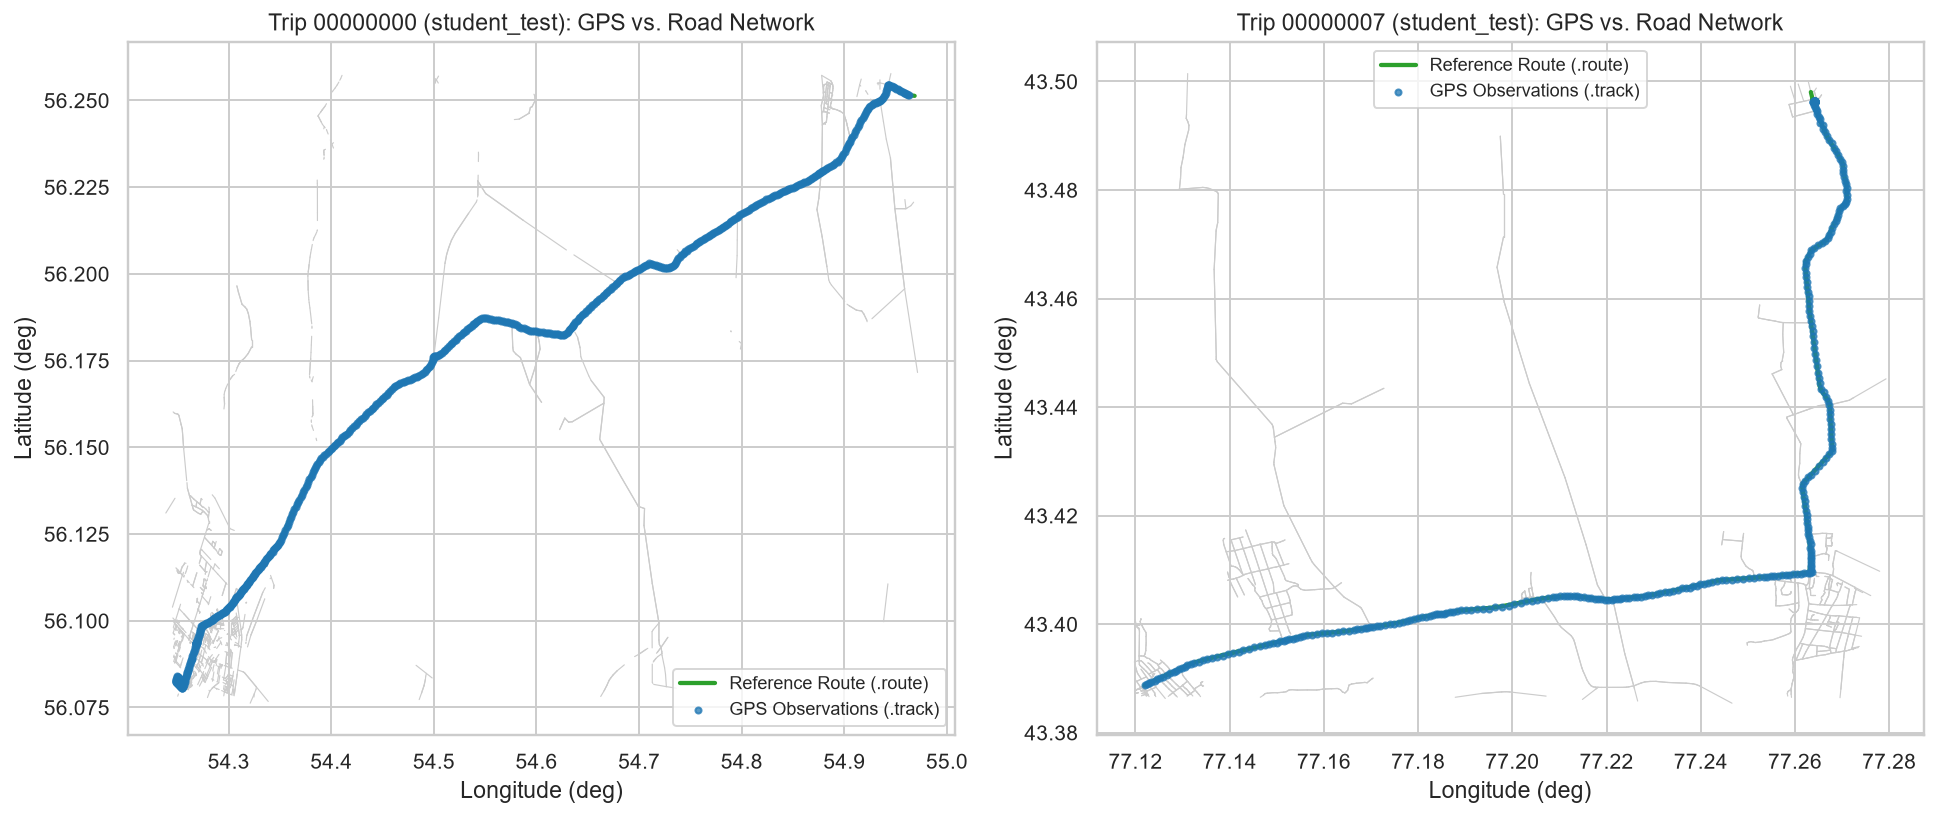 Trip 00000000 (student_test): GPS vs. Road Network
Latitude (deg)
56.250
56.225
56.200
56.175
56.150
56.125
56.100
56.075
Reference Route (.route)
GPS Observations (.track)
54.3 54.4 54.5 54.6 54.7 54.8 54.9 55.0
Longitude (deg)
Trip 00000007 (student_test): GPS vs. Road Network
Reference Route (.route)
GPS Observations (.track)
Latitude (deg)
43.50
43.48
43.46
43.44
43.42
43.40
43.38
77.12 77.14 77.16 77.18 77.20 77.22 77.24 77.26 77.28
Longitude (deg)